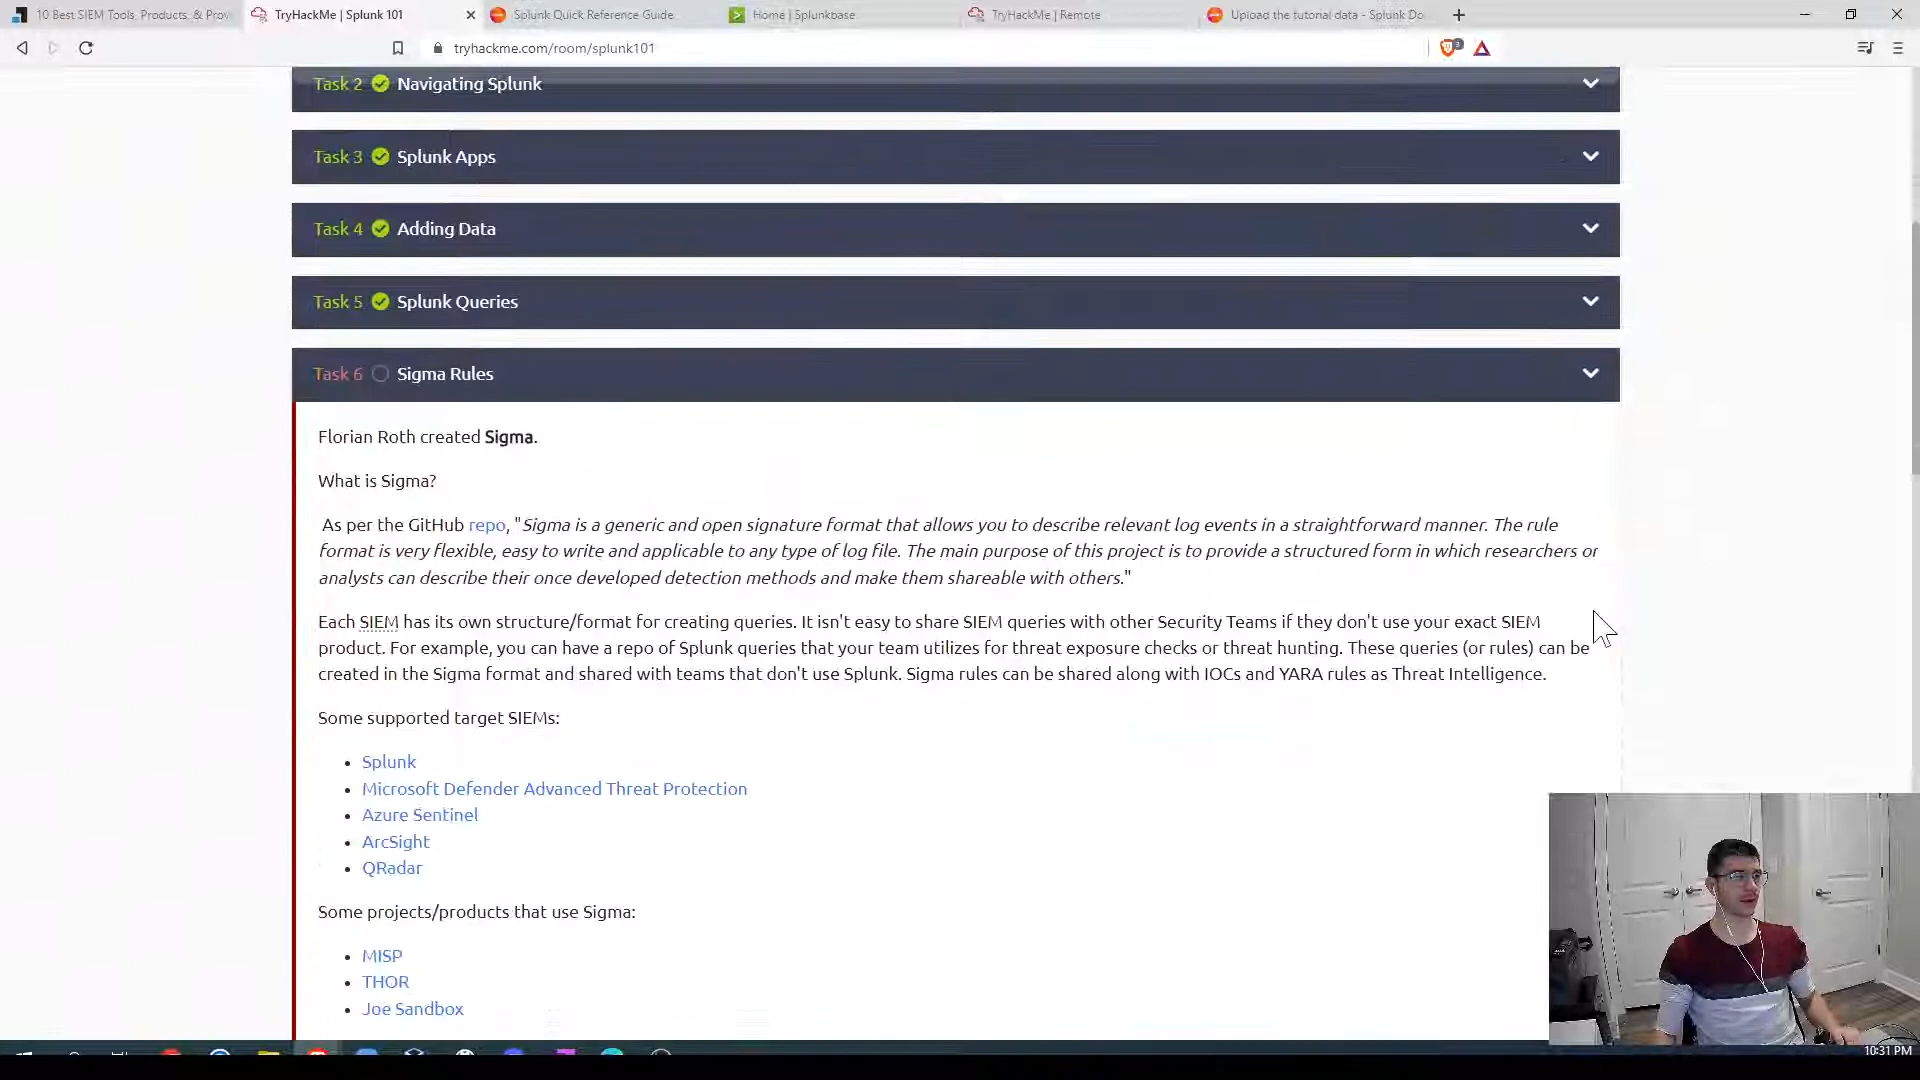 10 Best SIEM Tools, Products, & Prov
TryHackMe | Splunk 101
Splunk Quick Reference Guide
Home | Splunkbase
TryHackMe | Remote
Upload the tutorial data - Splunk Do
tryhackme.com/room/splunk101
Task 2 Navigating Splunk
Task 3 Splunk Apps
Task 4 Adding Data
Task 5 Splunk Queries
Task 6 Sigma Rules
Florian Roth created Sigma.
What is Sigma?
As per the GitHub repo, "Sigma is a generic and open signature format that allows you to describe relevant log events in a straightforward manner. The rule
format is very flexible, easy to write and applicable to any type of log file. The main purpose of this project is to provide a structured form in which researchers or
analysts can describe their once developed detection methods and make them shareable with others."
Each SIEM has its own structure/format for creating queries. It isn't easy to share SIEM queries with other Security Teams if they don't use your exact SIEM
product. For example, you can have a repo of Splunk queries that your team utilizes for threat exposure checks or threat hunting. These queries (or rules) can be
created in the Sigma format and shared with teams that don't use Splunk. Sigma rules can be shared along with IOCs and YARA rules as Threat Intelligence.
Some supported target SIEMs:
• Splunk
• Microsoft Defender Advanced Threat Protection
• Azure Sentinel
• ArcSight
• QRadar
Some projects/products that use Sigma:
• MISP
• THOR
• Joe Sandbox
10:31 PM